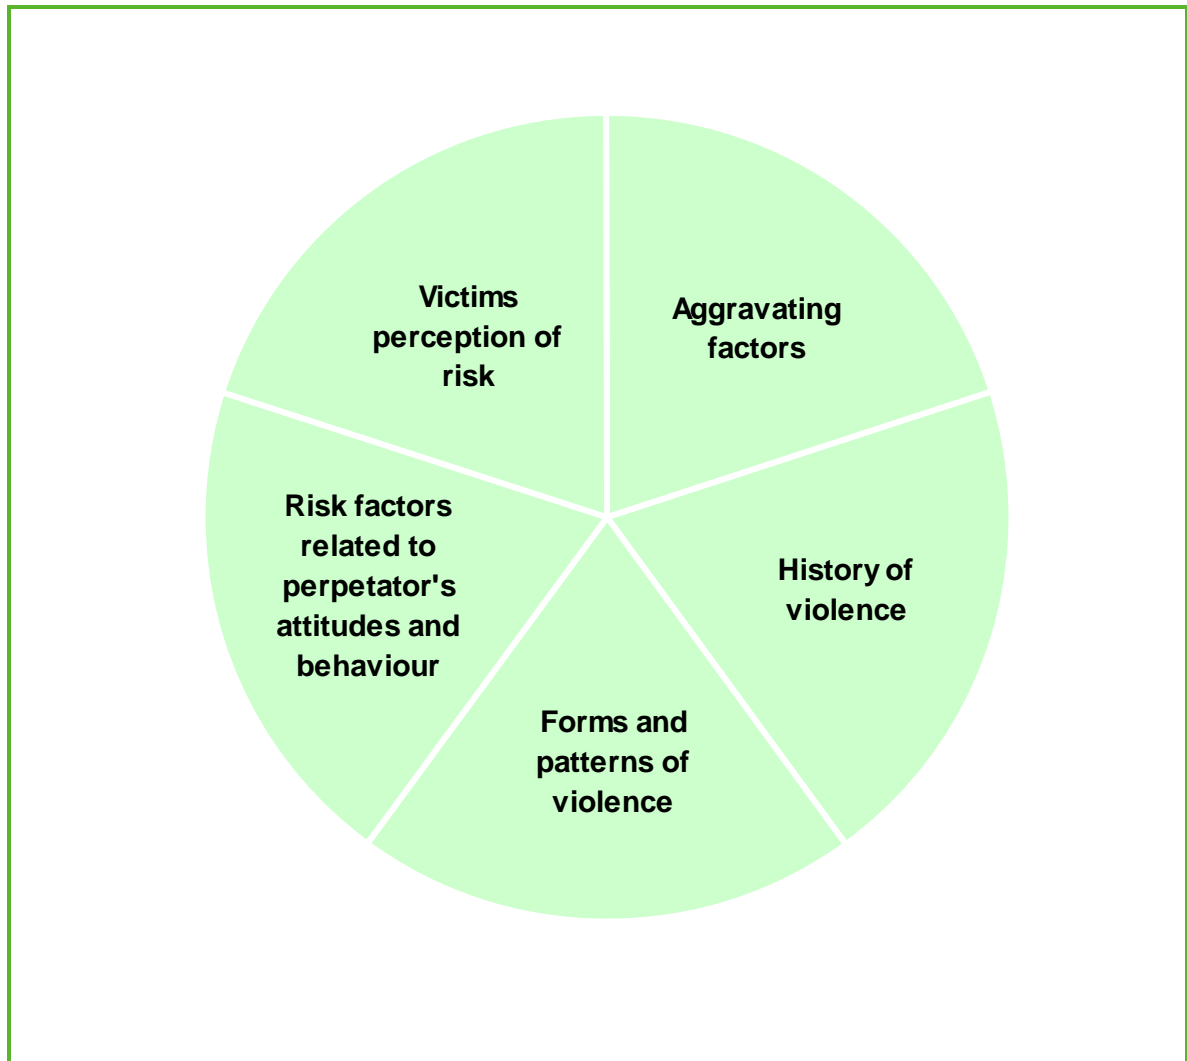 Victims
perception of
risk
Aggravating
factors
Risk factors
related to
perpetator's
attitudes and
behaviour
History of
violence
Forms and
patterns of
violence